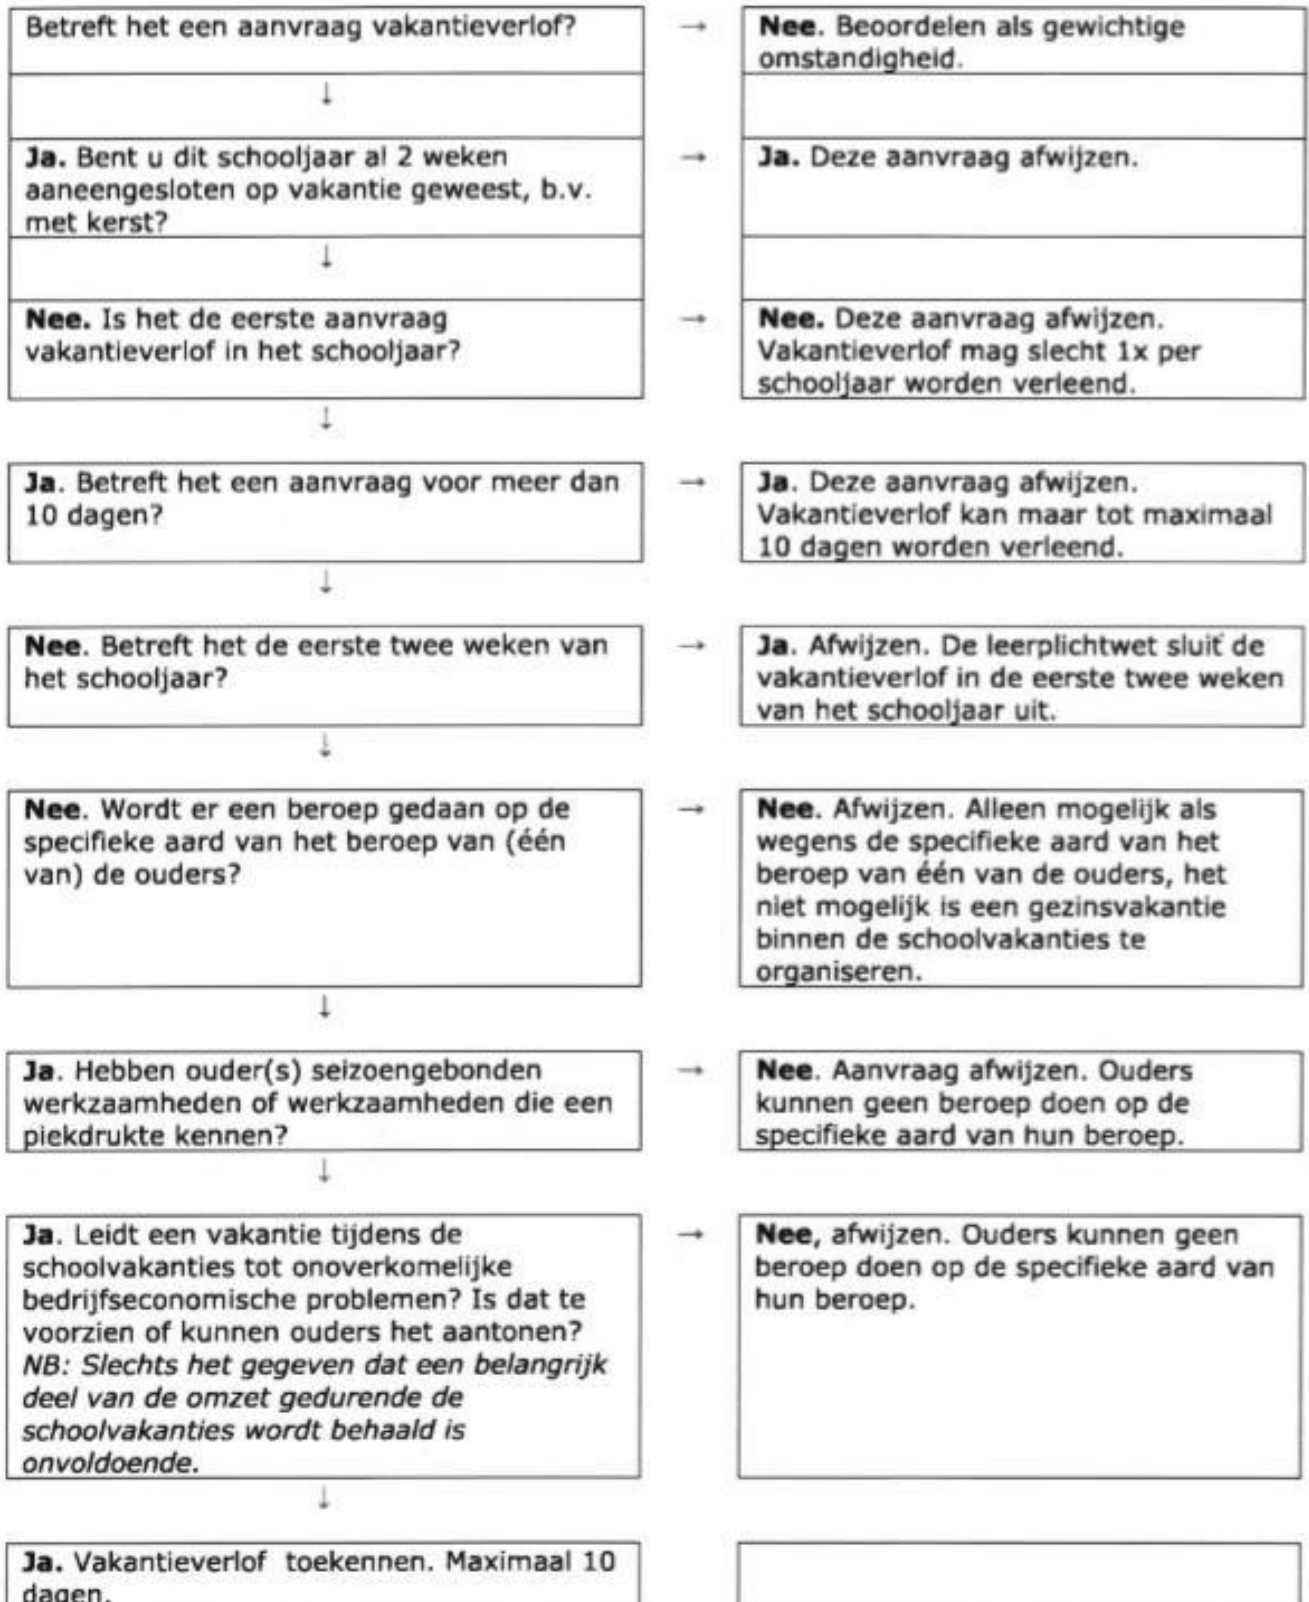 Betreft het een aanvraag vakantieverlof?
→
Nee. Beoordelen als gewichtige
omstandigheid.
↓
Ja. Bent u dit schooljaar al 2 weken
aaneengesloten op vakantie geweest, b.v.
met kerst?
→
Ja. Deze aanvraag afwijzen.
↓
Nee. Is het de eerste aanvraag
vakantieverlof in het schooljaar?
→
Nee. Deze aanvraag afwijzen.
Vakantieverlof mag slecht 1x per
schooljaar worden verleend.
↓
Ja. Betreft het een aanvraag voor meer dan
10 dagen?
→
Ja. Deze aanvraag afwijzen.
Vakantieverlof kan maar tot maximaal
10 dagen worden verleend.
↓
Nee. Betreft het de eerste twee weken van
het schooljaar?
→
Ja. Afwijzen. De leerplichtwet sluit de
vakantieverlof in de eerste twee weken
van het schooljaar uit.
↓
Nee. Wordt er een beroep gedaan op de
specifieke aard van het beroep van (één
van) de ouders?
→
Nee. Afwijzen. Alleen mogelijk als
wegens de specifieke aard van het
beroep van één van de ouders, het
niet mogelijk is een gezinsvakantie
binnen de schoolvakanties te
organiseren.
↓
Ja. Hebben ouder(s) seizoengebonden
werkzaamheden of werkzaamheden die een
piekdrukte kennen?
→
Nee. Aanvraag afwijzen. Ouders
kunnen geen beroep doen op de
specifieke aard van hun beroep.
↓
Ja. Leidt een vakantie tijdens de
schoolvakanties tot onoverkomelijke
bedrijfseconomische problemen? Is dat te
voorzien of kunnen ouders het aantonen?
NB: Slechts het gegeven dat een belangrijk
deel van de omzet gedurende de
schoolvakanties wordt behaald is
onvoldoende.
→
Nee, afwijzen. Ouders kunnen geen
beroep doen op de specifieke aard van
hun beroep.
↓
Ja. Vakantieverlof toekennen. Maximaal 10
dagen.